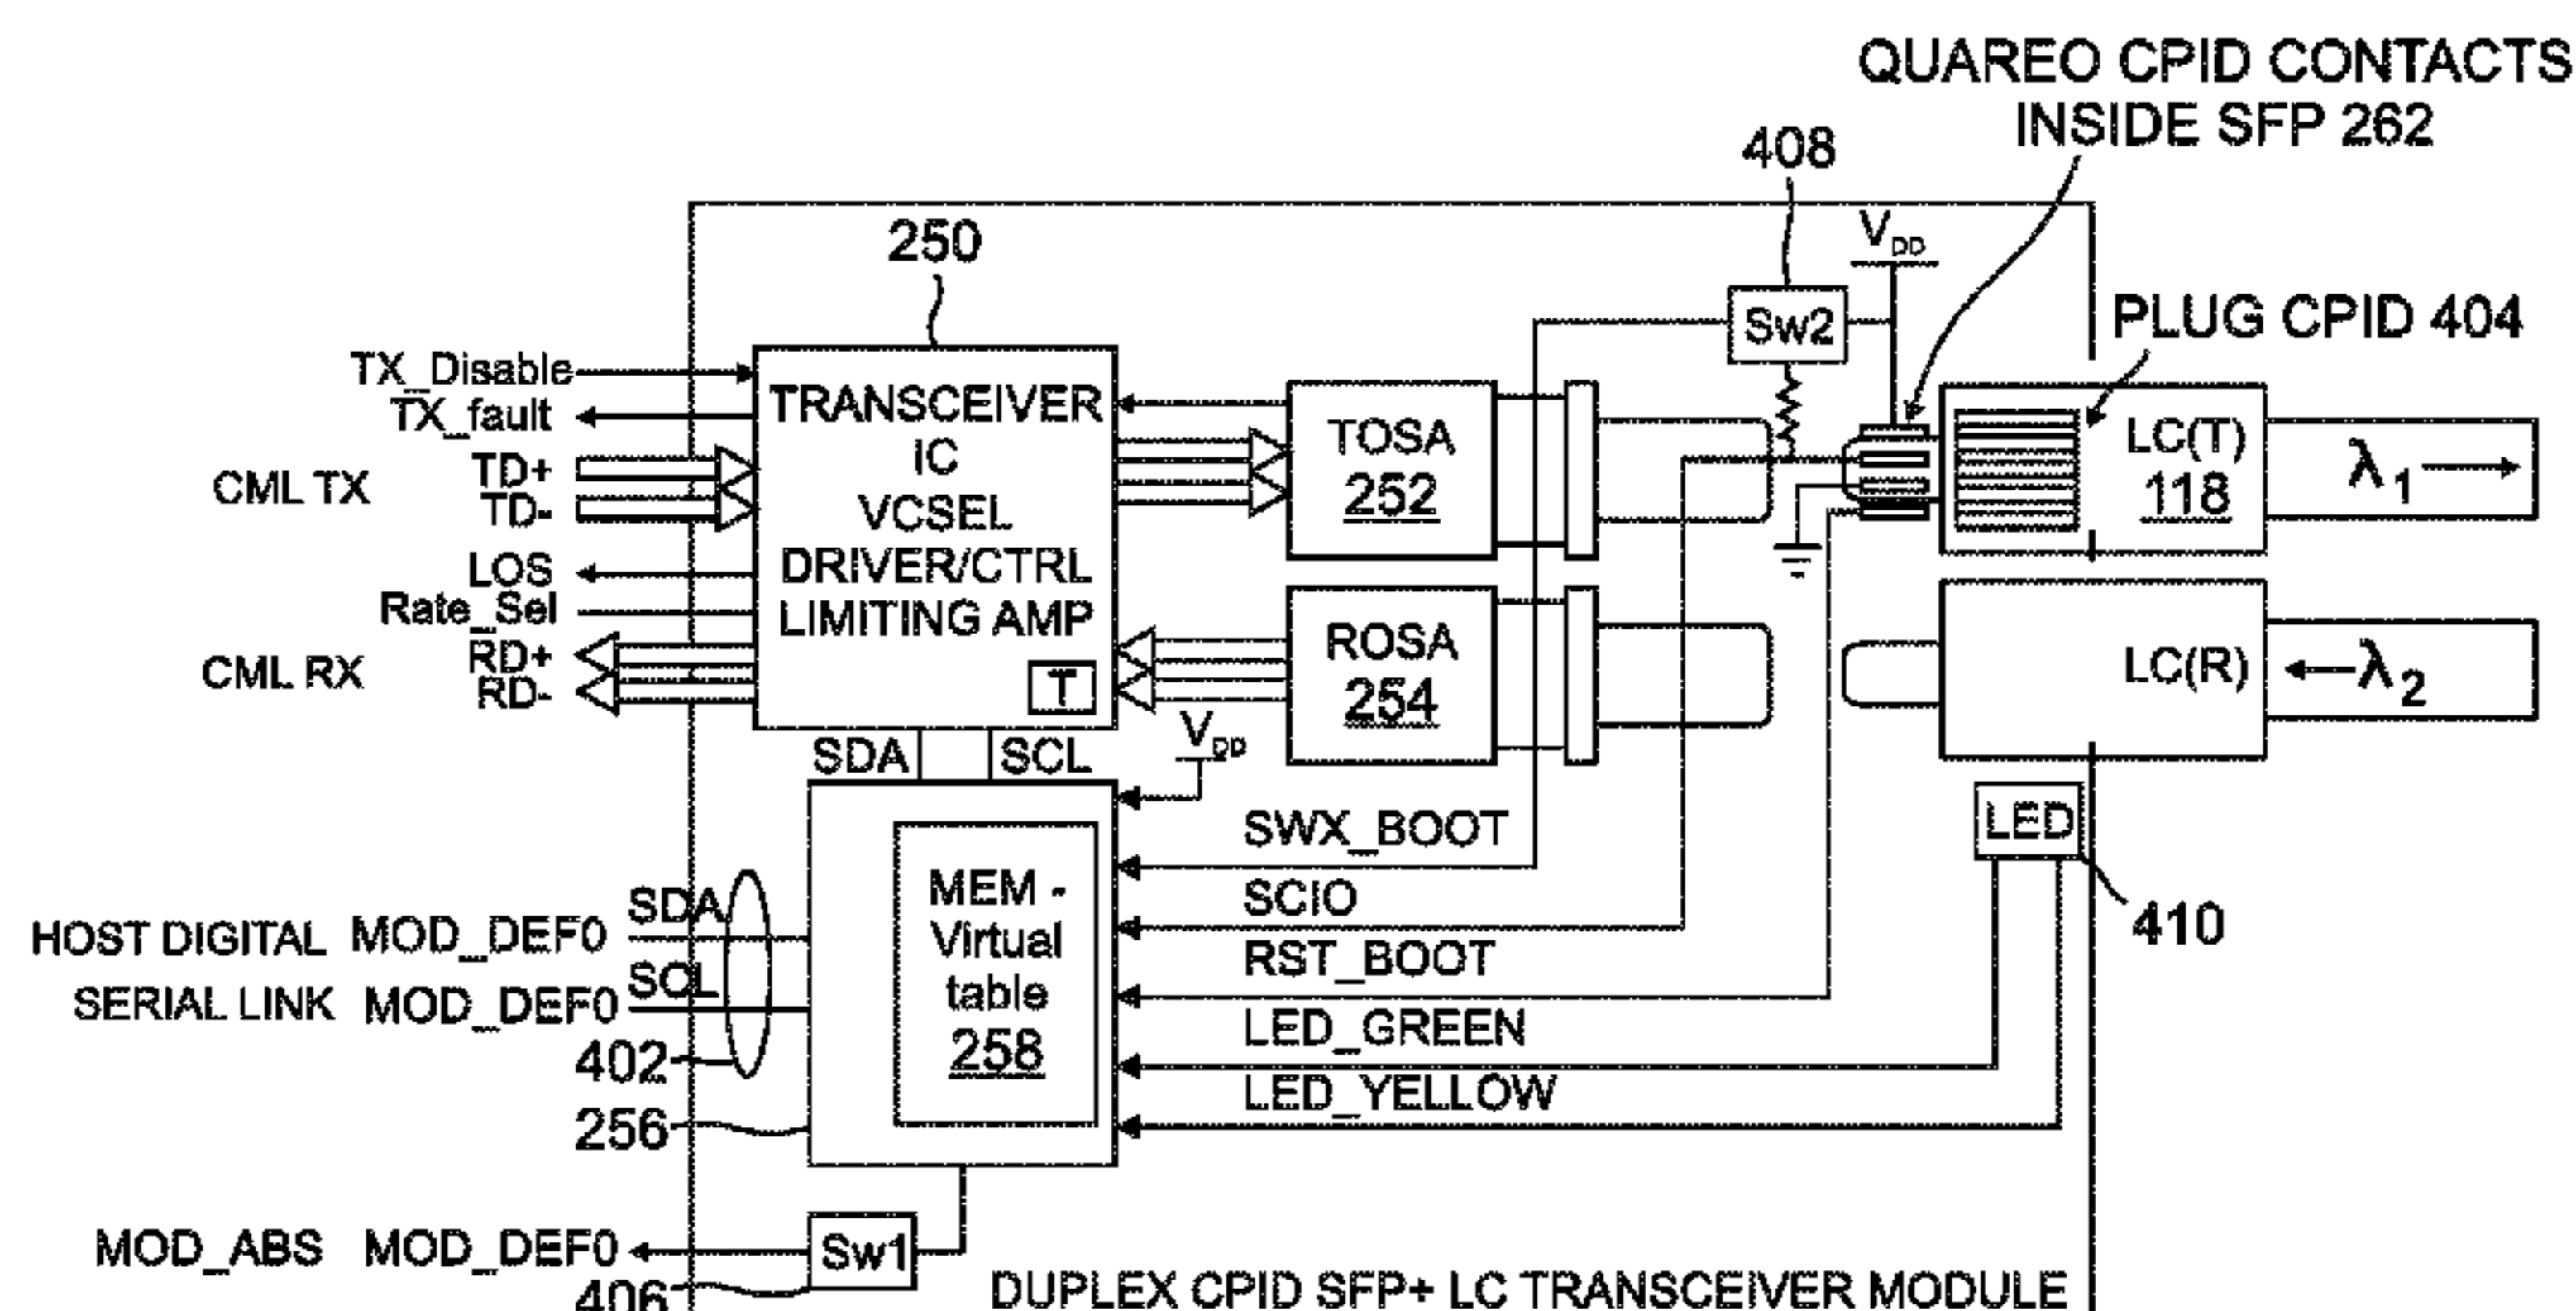 QUAREO CPID CONTACTS
INSIDE SFP 262
408
250
V DD
Sw2
PLUG CPID 404
TX_Disable
TX_fault
CML TX
TD+
TD-
LOS
Rate_Sel
CML RX
RD+
RD-
TRANSCEIVER
IC
VCSEL
DRIVER/CTRL
LIMITING AMP
T
TOSA
252
ROSA
254
LC(T)
118
λ1
LC(R)
λ2
SDA
SCL
V DD
LED
410
SWX_BOOT
SCIO
RST_BOOT
LED_GREEN
LED_YELLOW
MEM -
Virtual
table
258
HOST DIGITAL MOD_DEF0 SDA
SERIAL LINK MOD_DEF0 SCL
402
256
MOD_ABS MOD_DEF0
Sw1
406
DUPLEX CPID SFP+ LC TRANSCEIVER MODULE